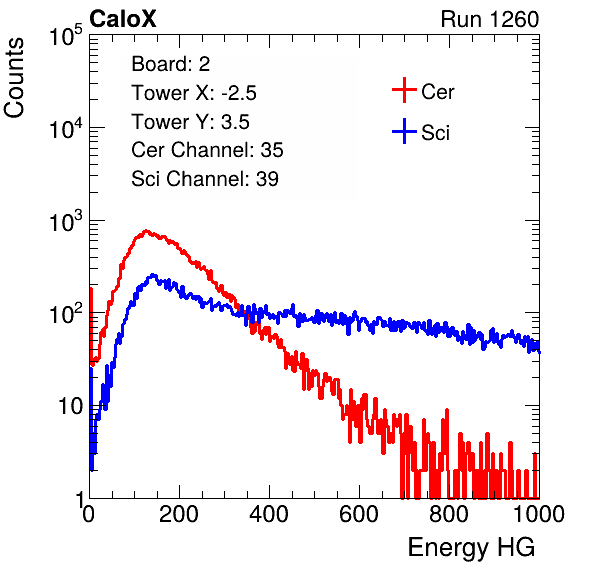 CaloX Run 1260
Counts
Board: 2
Tower X: -2.5
Tower Y: 3.5
Cer Channel: 35
Sci Channel: 39
Cer
Sci
10^5
10^4
10^3
10^2
10
1
0 200 400 600 800 1000
Energy HG